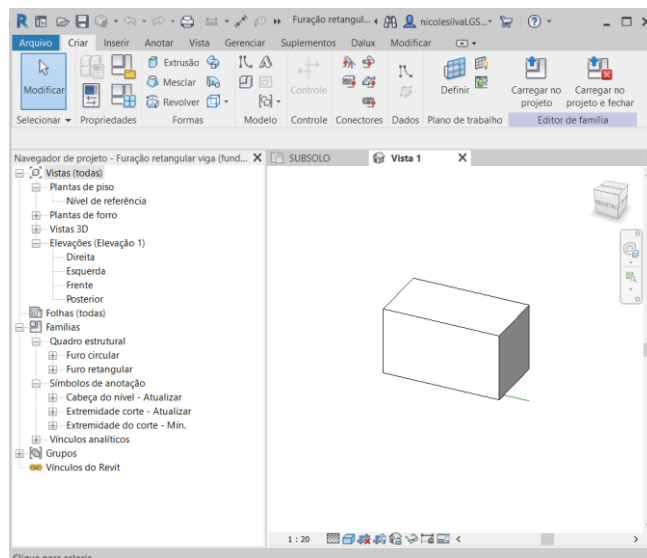 Furação retangul...
nicolesilvaLGS...
Arquivo Criar Inserir Anotar Vista Gerenciar Suplementos Dalux Modificar
Modificar
Extrusão
Mesclar
Revolver
Controle
Definir
Carregar no projeto
Carregar no projeto e fechar
Selecionar Propriedades Formas Modelo Controle Conectores Dados Plano de trabalho Editor de família
Navegador de projeto - Furação retangular viga (fund... X
SUBSOLO
Vista 1 X
Vistas (todas)
Plantas de piso
Nível de referência
Plantas de forro
Vistas 3D
Elevações (Elevação 1)
Direita
Esquerda
Frente
Posterior
Folhas (todas)
Famílias
Quadro estrutural
Furo circular
Furo retangular
Símbolos de anotação
Cabeça do nível - Atualizar
Extremidade corte - Atualizar
Extremidade do corte - Mín.
Vínculos analíticos
Grupos
Vínculos do Revit
FRONTAL
1 : 20